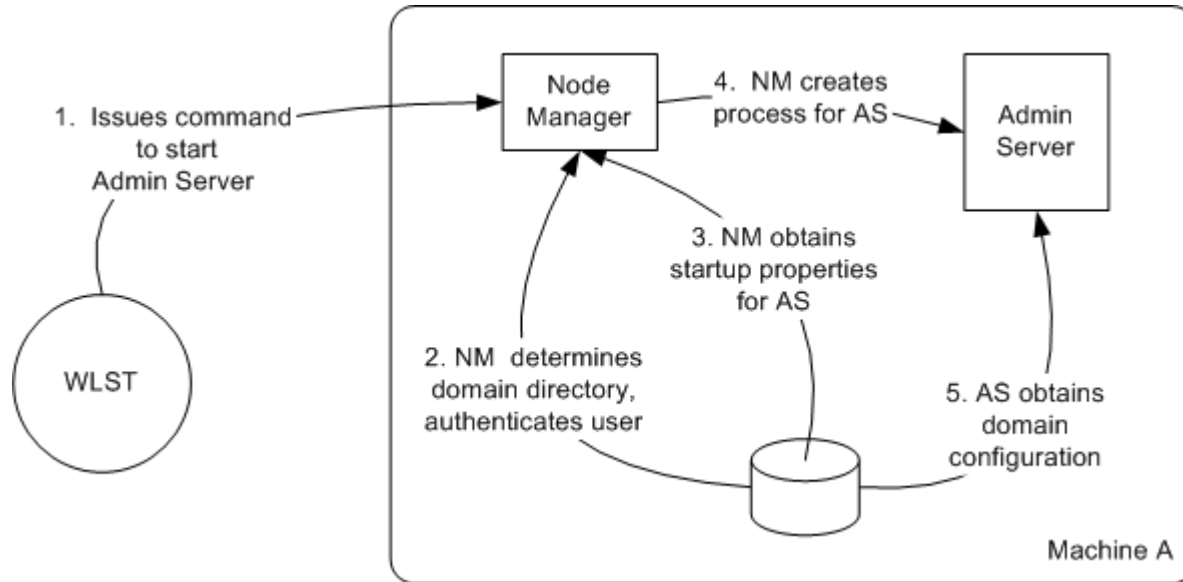 1. Issues command
to start
Admin Server
WLST
Node
Manager
4. NM creates
process for AS
Admin
Server
3. NM obtains
startup properties
for AS
2. NM determines
domain directory,
authenticates user
5. AS obtains
domain
configuration
Machine A